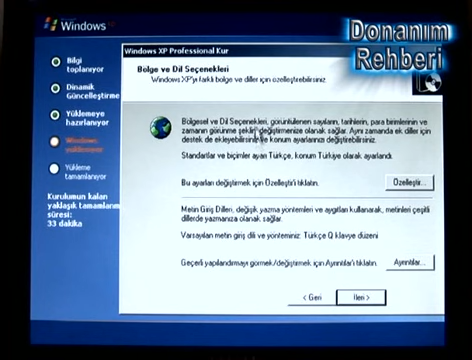 Donanım
Rehberi
Windows XP
Bilgi
toplanıyor
Dinamik
Güncelleştirme
Yüklemeye
hazırlanıyor
Windows
Yükleme
tamamlanıyor
Kurulumun kalan
yaklaşık tamamlanm
süresi:
33 dakika
Windows XP Professional Kur
Bölge ve Dil Seçenekleri
Windows XP'yi farklı bölge ve diller için özelleştirebilirsiniz.
Bölgesel ve Dil Seçenekleri, görüntülenen sayıların, tarihlerin, para birimlerinin ve
zamanın görünme şeklini değiştirmenize olanak sağlar. Aynı zamanda ek diller için
destek de ekleyebilirsiniz ve konum ayarlarınızı değiştirebilirsiniz.
Standartlar ve biçimler ayarı Türkçe, konum Türkiye olarak ayarlandı.
Bu ayarları değiştirmek için Özelleştir'i tıklatın.
Özelleştir...
Metin Giriş Dilleri, değişik yazma yöntemleri ve aygıtları kullanarak, metinleri çeşitli
dillerde yazmanıza olanak sağlar.
Varsayılan metin giriş dili ve yönteminiz: Türkçe Q klavye düzeni
Geçerli yapılandırmayı görmek/değiştirmek için Ayrıntılar'ı tıklatın.
Ayrıntılar...
< Geri
İleri >